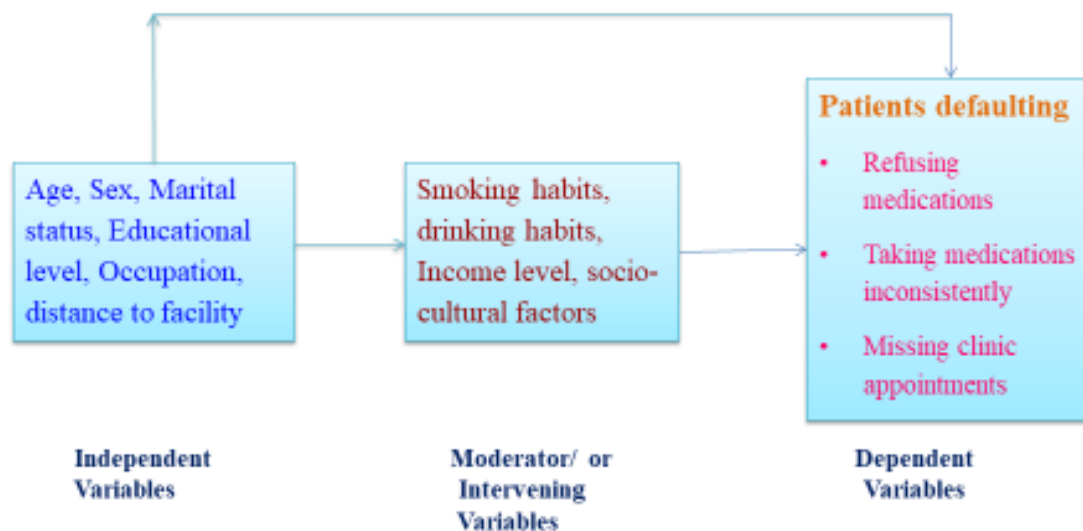 Patients defaulting
• Refusing
medications
• Taking medications
inconsistently
• Missing clinic
appointments
Age, Sex, Marital
status, Educational
level, Occupation,
distance to facility
Smoking habits,
drinking habits,
Income level, socio-
cultural factors
Independent
Variables
Moderator/ or
Intervening
Variables
Dependent
Variables